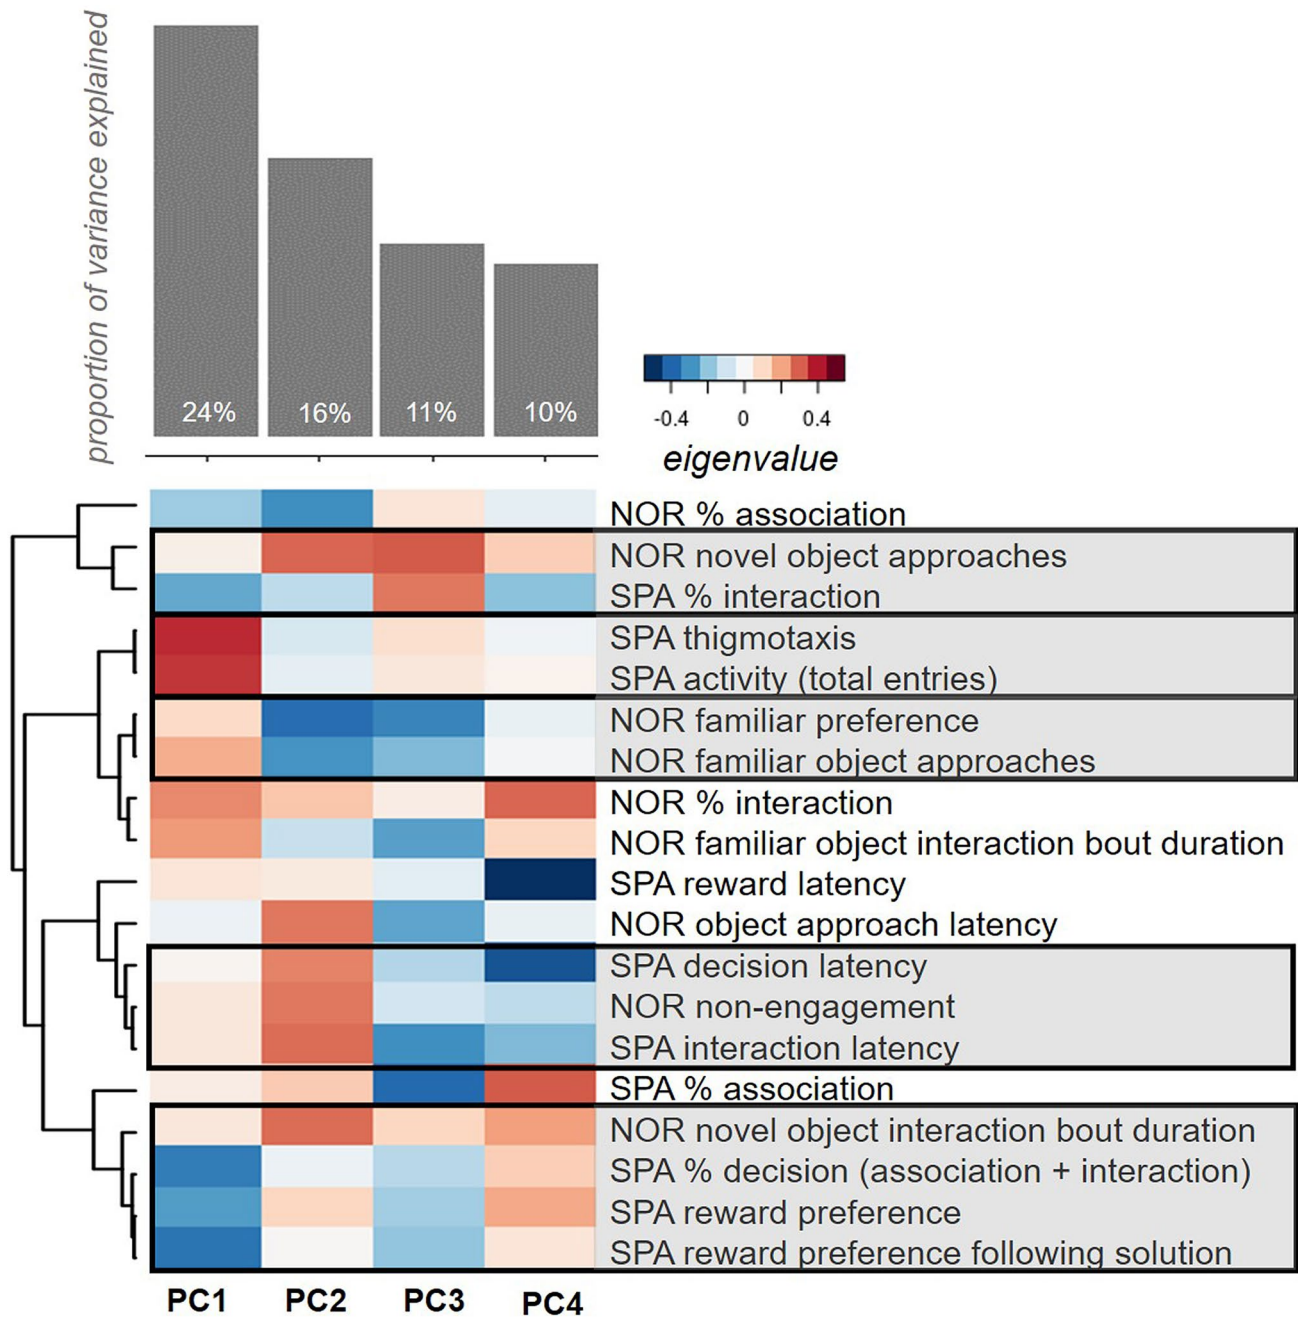 proportion of variance explained
24%
16%
11%
10%
-0.4
0
0.4
eigenvalue
NOR % association
NOR novel object approaches
SPA % interaction
SPA thigmotaxis
SPA activity (total entries)
NOR familiar preference
NOR familiar object approaches
NOR % interaction
NOR familiar object interaction bout duration
SPA reward latency
NOR object approach latency
SPA decision latency
NOR non-engagement
SPA interaction latency
SPA % association
NOR novel object interaction bout duration
SPA % decision (association + interaction)
SPA reward preference
SPA reward preference following solution
PC1
PC2
PC3
PC4